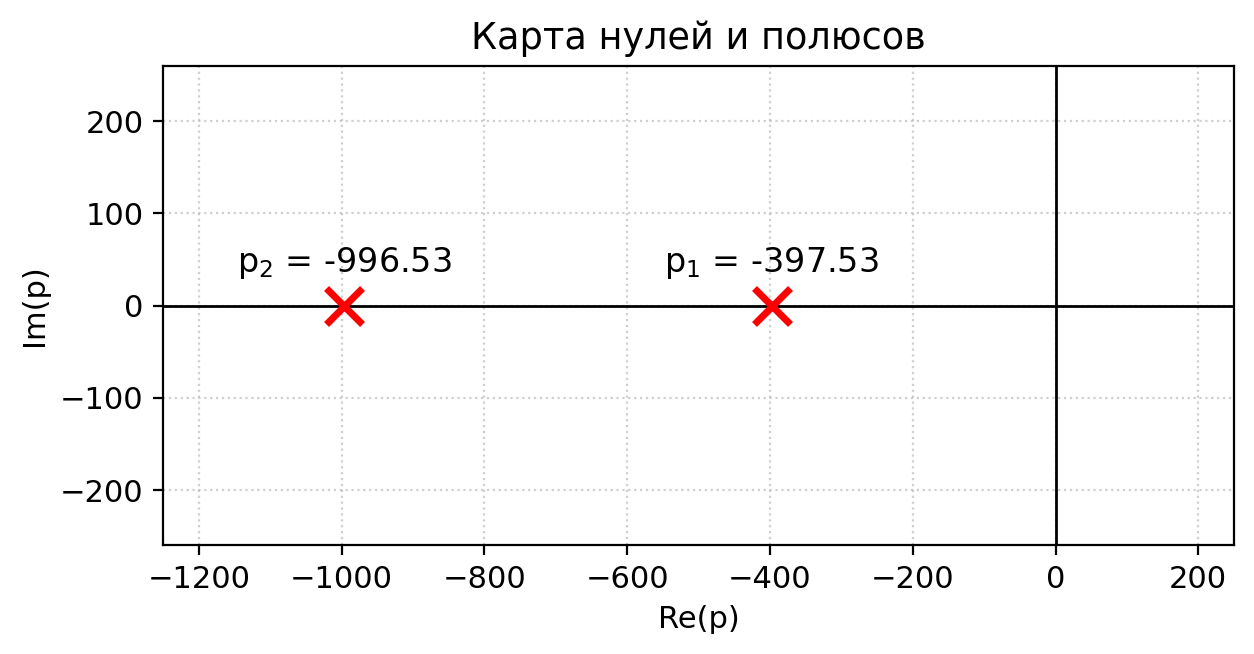 Карта нулей и полюсов
200
100
0
−100
−200
Im(p)
p₂ = -996.53
p₁ = -397.53
−1200 −1000 −800 −600 −400 −200 0 200
Re(p)